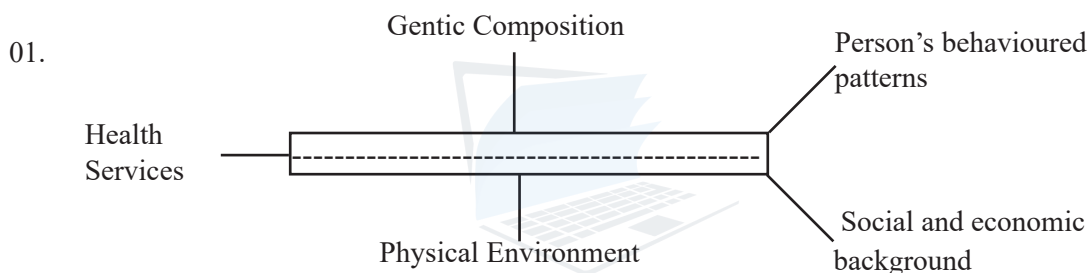 01.
Gentic Composition
Person's behavioured
patterns
Health
Services
Physical Environment
Social and economic
background